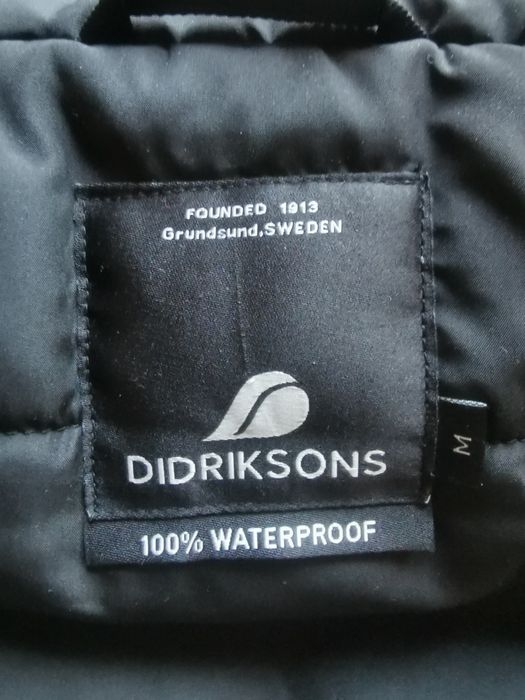 FOUNDED 1913
Grundsund,SWEDEN
DIDRIKSONS
M
100% WATERPROOF